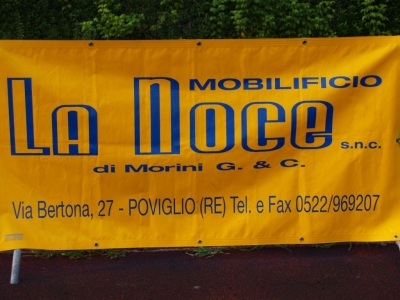 MOBILIFICIO
La Noce s.n.c.
di Morini G. & C.
Via Bertona, 27 - POVIGLIO (RE) Tel. e Fax 0522/969207